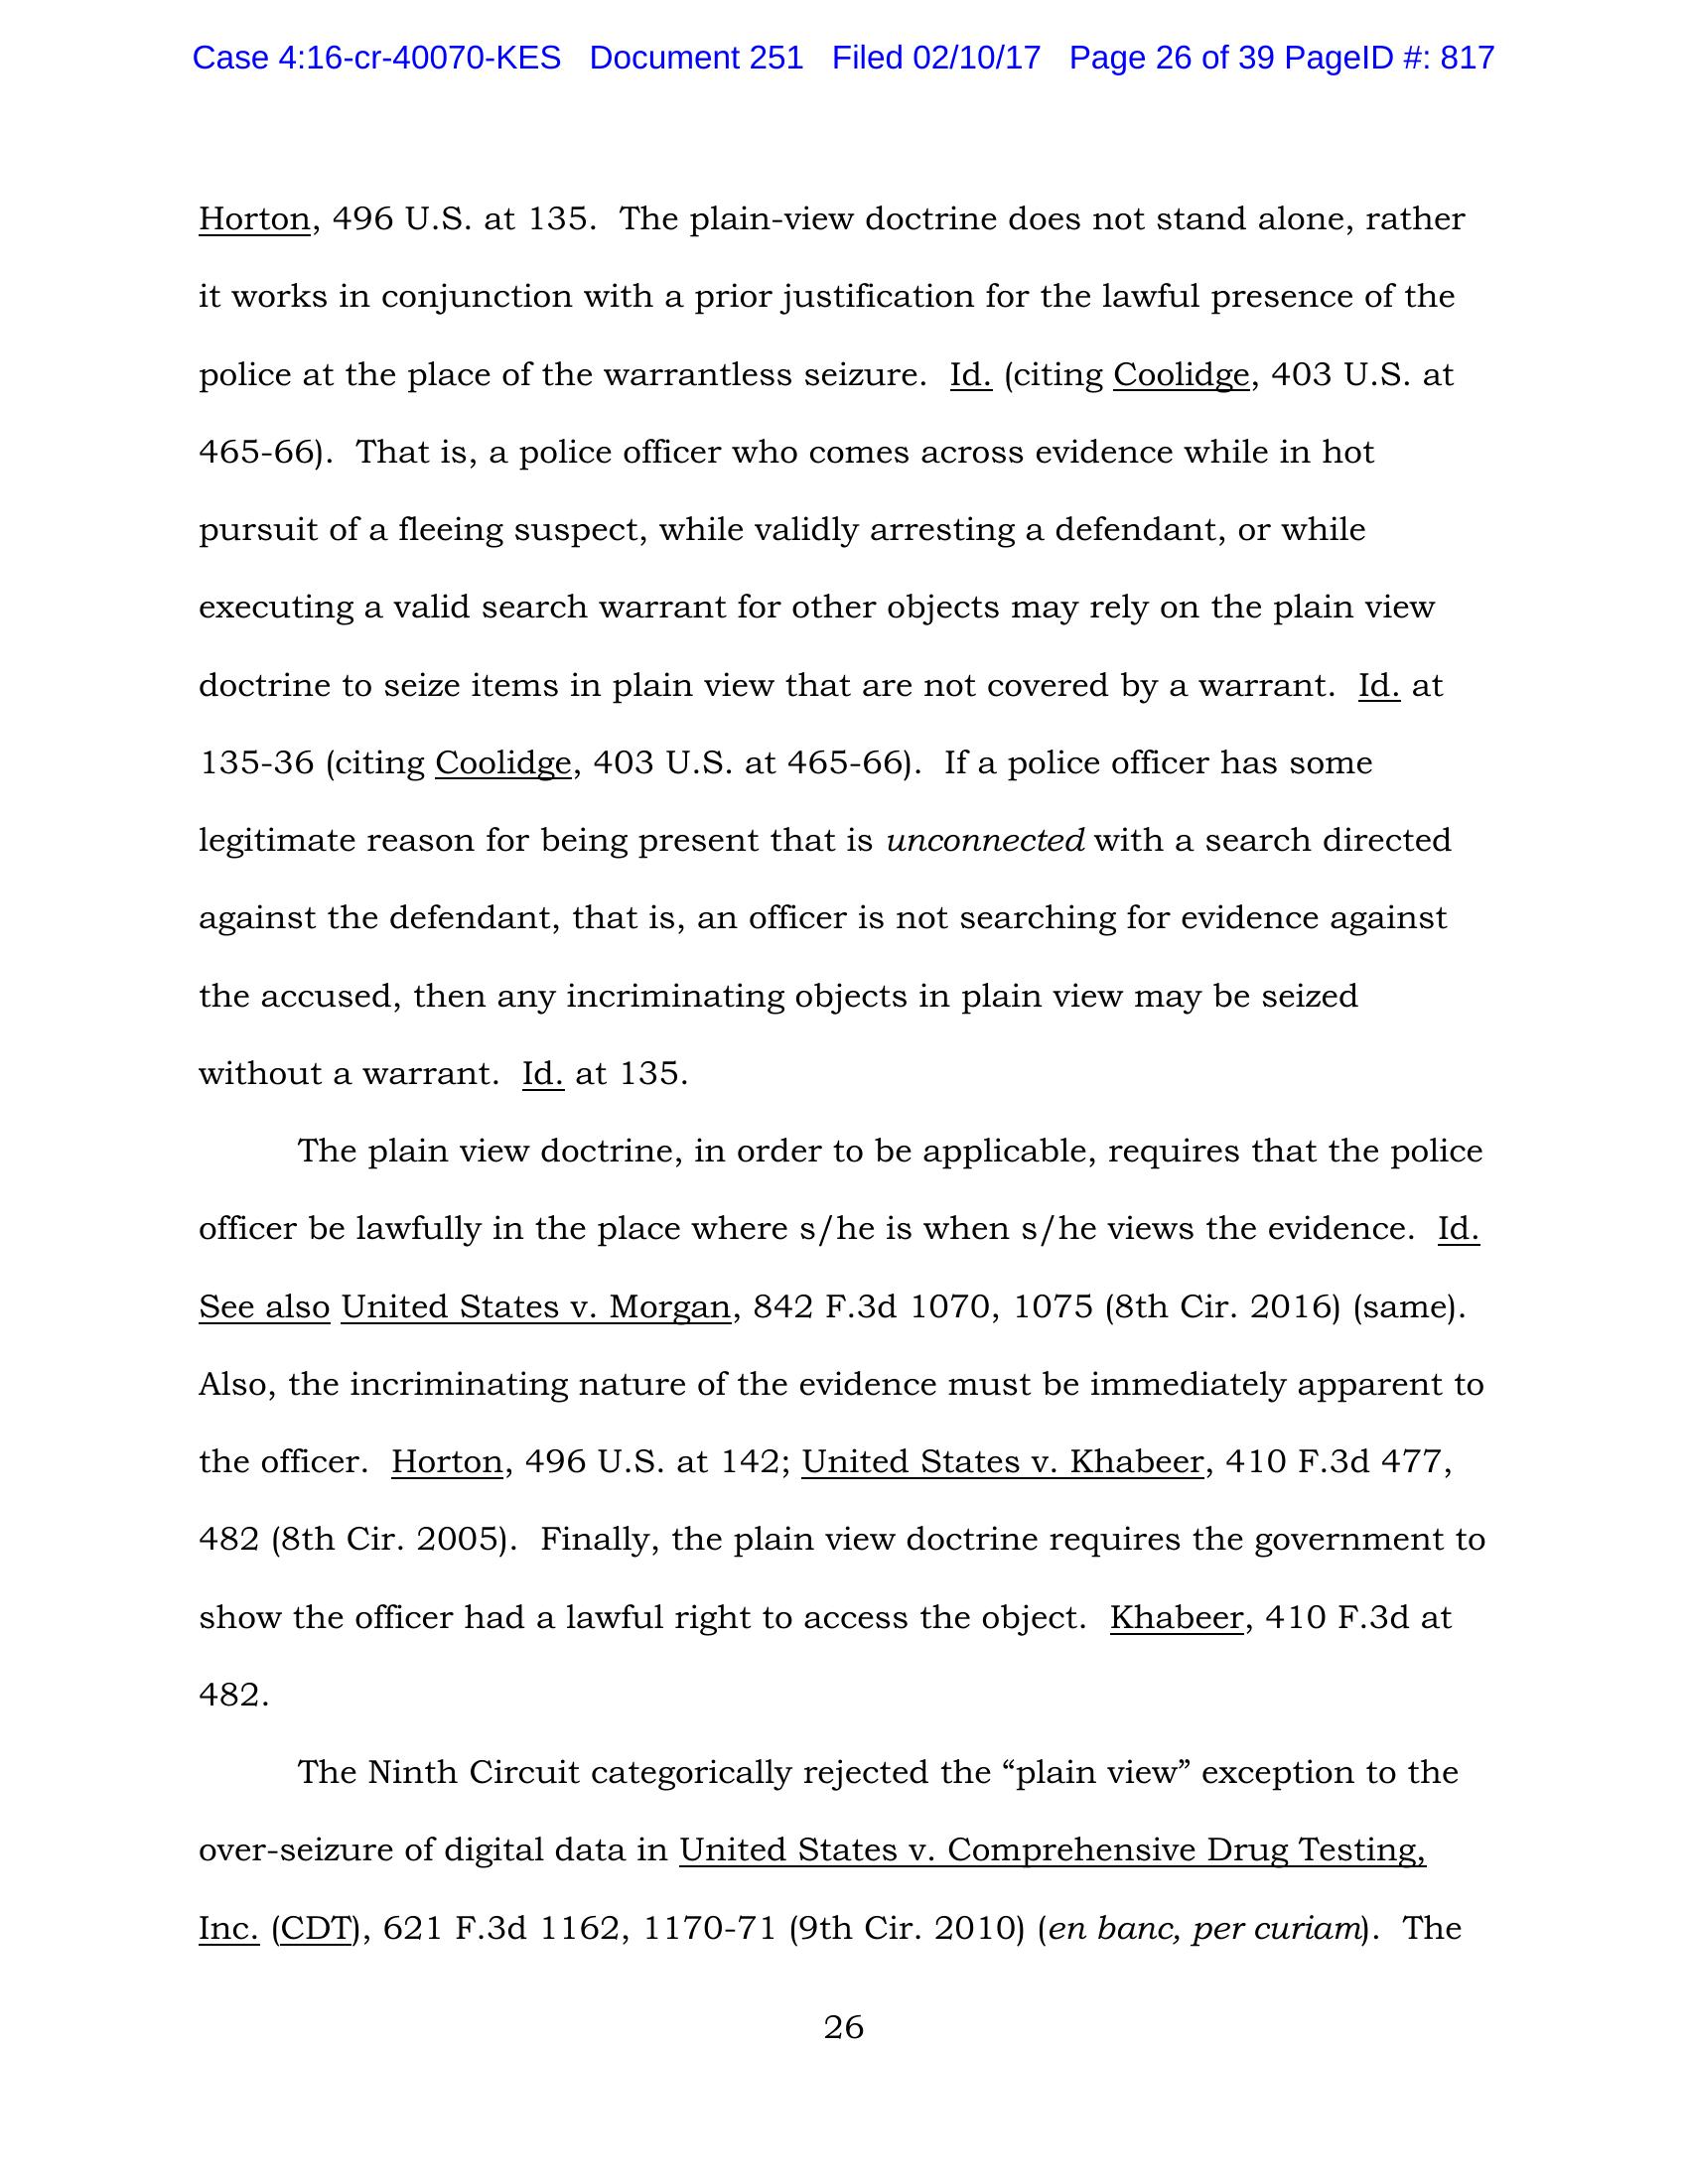 Case 4:16-cr-40070-KES Document 251 Filed 02/10/17 Page 26 of 39 PageID #: 817
Horton, 496 U.S. at 135. The plain-view doctrine does not stand alone, rather
it works in conjunction with a prior justification for the lawful presence of the
police at the place of the warrantless seizure. Id. (citing Coolidge, 403 U.S. at
465-66). That is, a police officer who comes across evidence while in hot
pursuit of a fleeing suspect, while validly arresting a defendant, or while
executing a valid search warrant for other objects may rely on the plain view
doctrine to seize items in plain view that are not covered by a warrant. Id. at
135-36 (citing Coolidge, 403 U.S. at 465-66). If a police officer has some
legitimate reason for being present that is unconnected with a search directed
against the defendant, that is, an officer is not searching for evidence against
the accused, then any incriminating objects in plain view may be seized
without a warrant. Id. at 135.
The plain view doctrine, in order to be applicable, requires that the police
officer be lawfully in the place where s/he is when s/he views the evidence. Id.
See also United States v. Morgan, 842 F.3d 1070, 1075 (8th Cir. 2016) (same).
Also, the incriminating nature of the evidence must be immediately apparent to
the officer. Horton, 496 U.S. at 142; United States v. Khabeer, 410 F.3d 477,
482 (8th Cir. 2005). Finally, the plain view doctrine requires the government to
show the officer had a lawful right to access the object. Khabeer, 410 F.3d at
482.
The Ninth Circuit categorically rejected the “plain view” exception to the
over-seizure of digital data in United States v. Comprehensive Drug Testing,
Inc. (CDT), 621 F.3d 1162, 1170-71 (9th Cir. 2010) (en banc, per curiam). The
26